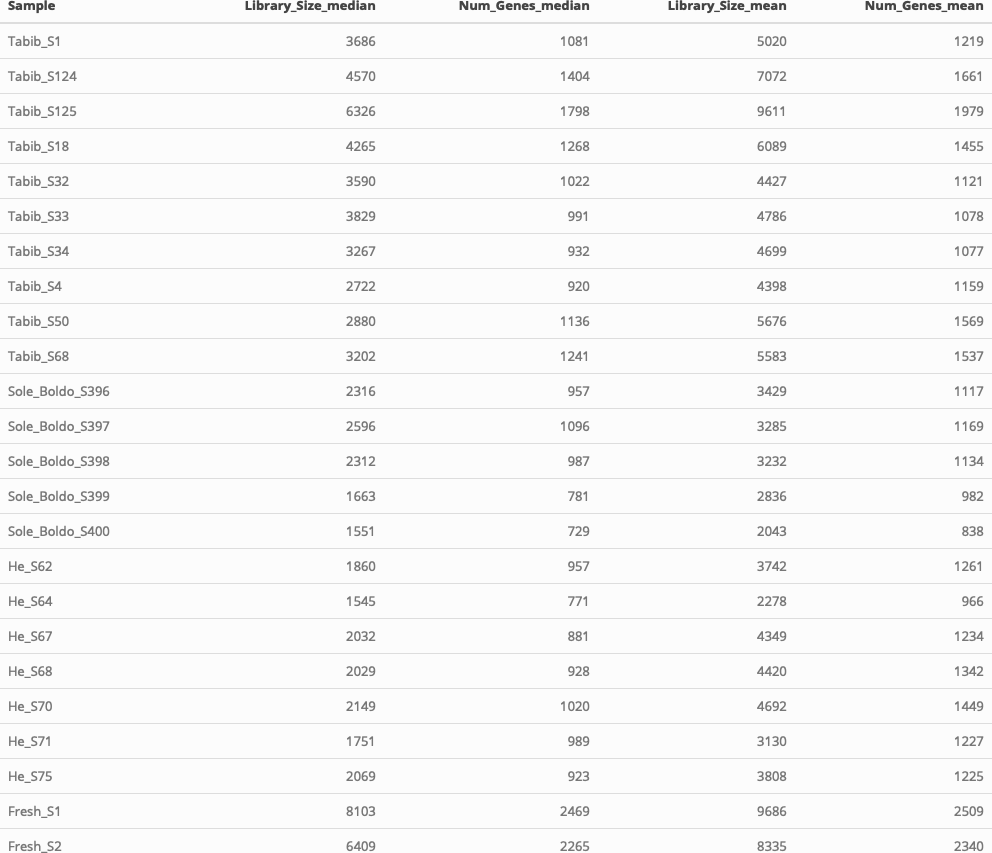 Sample Library_Size_median Num_Genes_median Library_Size_mean Num_Genes_mean
Tabib_S1 3686 1081 5020 1219
Tabib_S124 4570 1404 7072 1661
Tabib_S125 6326 1798 9611 1979
Tabib_S18 4265 1268 6089 1455
Tabib_S32 3590 1022 4427 1121
Tabib_S33 3829 991 4786 1078
Tabib_S34 3267 932 4699 1077
Tabib_S4 2722 920 4398 1159
Tabib_S50 2880 1136 5676 1569
Tabib_S68 3202 1241 5583 1537
Sole_Boldo_S396 2316 957 3429 1117
Sole_Boldo_S397 2596 1096 3285 1169
Sole_Boldo_S398 2312 987 3232 1134
Sole_Boldo_S399 1663 781 2836 982
Sole_Boldo_S400 1551 729 2043 838
He_S62 1860 957 3742 1261
He_S64 1545 771 2278 966
He_S67 2032 881 4349 1234
He_S68 2029 928 4420 1342
He_S70 2149 1020 4692 1449
He_S71 1751 989 3130 1227
He_S75 2069 923 3808 1225
Fresh_S1 8103 2469 9686 2509
Fresh_S2 6409 2265 8335 2340